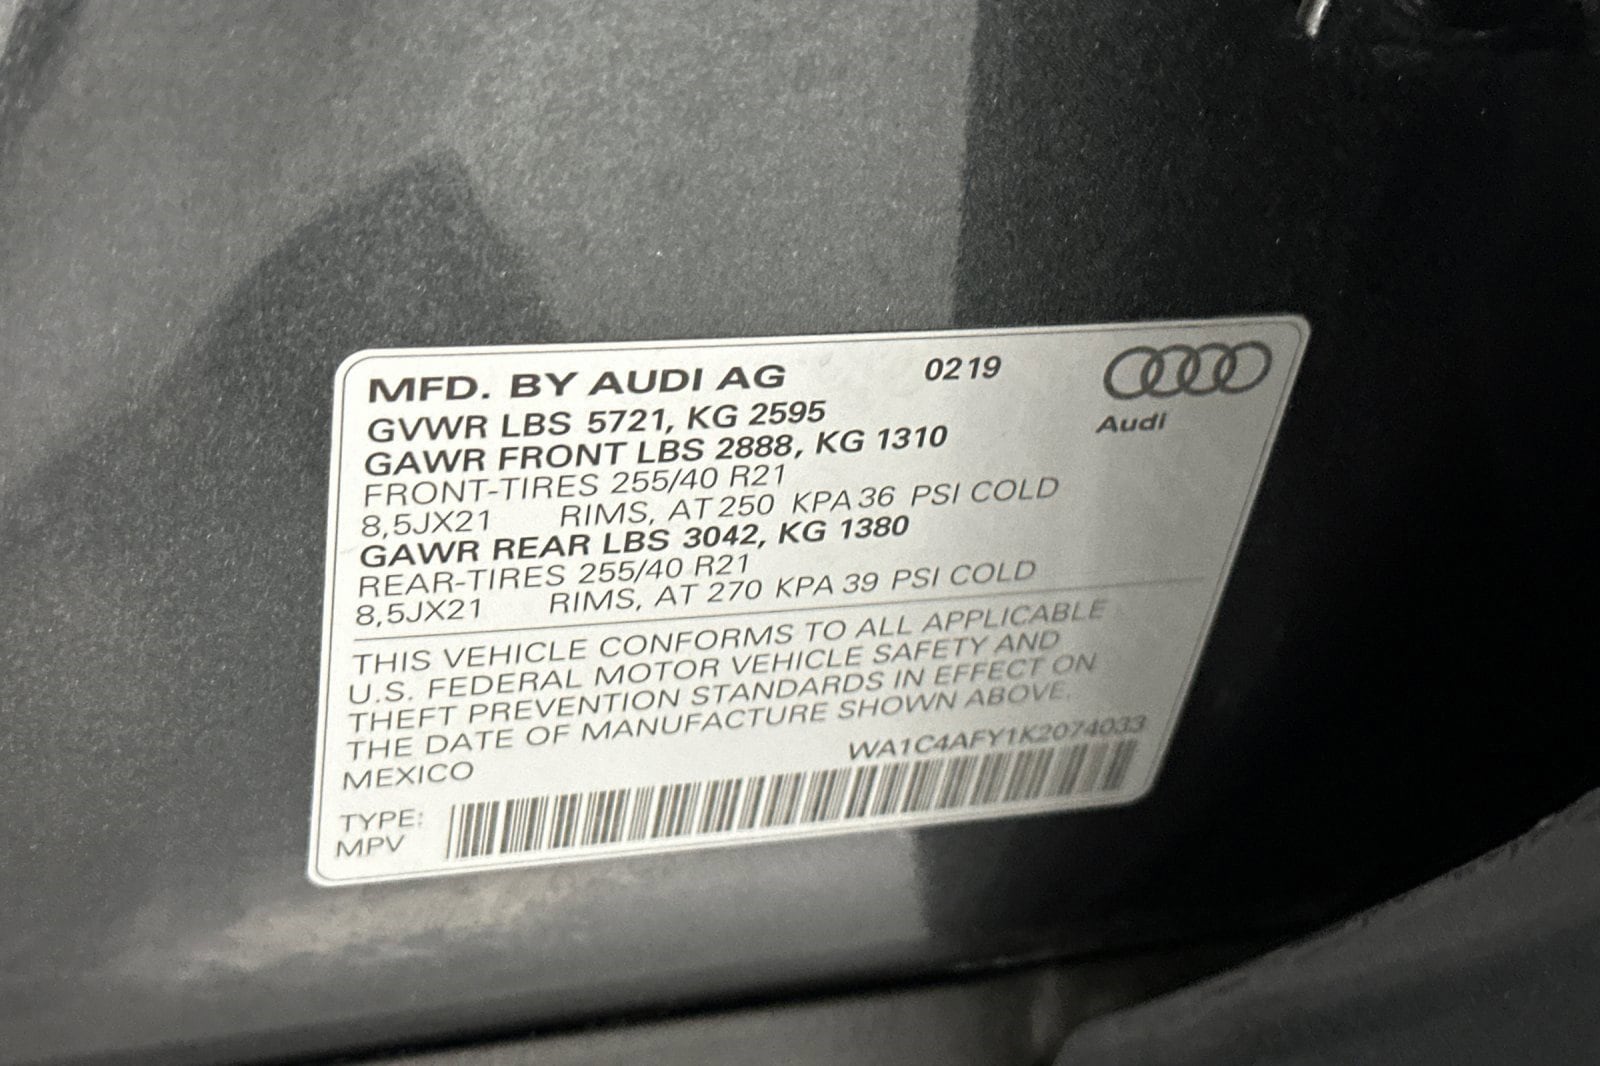 MFD. BY AUDI AG 0219
Audi
GVWR LBS 5721, KG 2595
GAWR FRONT LBS 2888, KG 1310
FRONT-TIRES 255/40 R21
8,5JX21 RIMS, AT 250 KPA 36 PSI COLD
GAWR REAR LBS 3042, KG 1380
REAR-TIRES 255/40 R21
8,5JX21 RIMS, AT 270 KPA 39 PSI COLD
THIS VEHICLE CONFORMS TO ALL APPLICABLE
U.S. FEDERAL MOTOR VEHICLE SAFETY AND
THEFT PREVENTION STANDARDS IN EFFECT ON
THE DATE OF MANUFACTURE SHOWN ABOVE.
MEXICO WA1C4AFY1K2074033
TYPE:
MPV